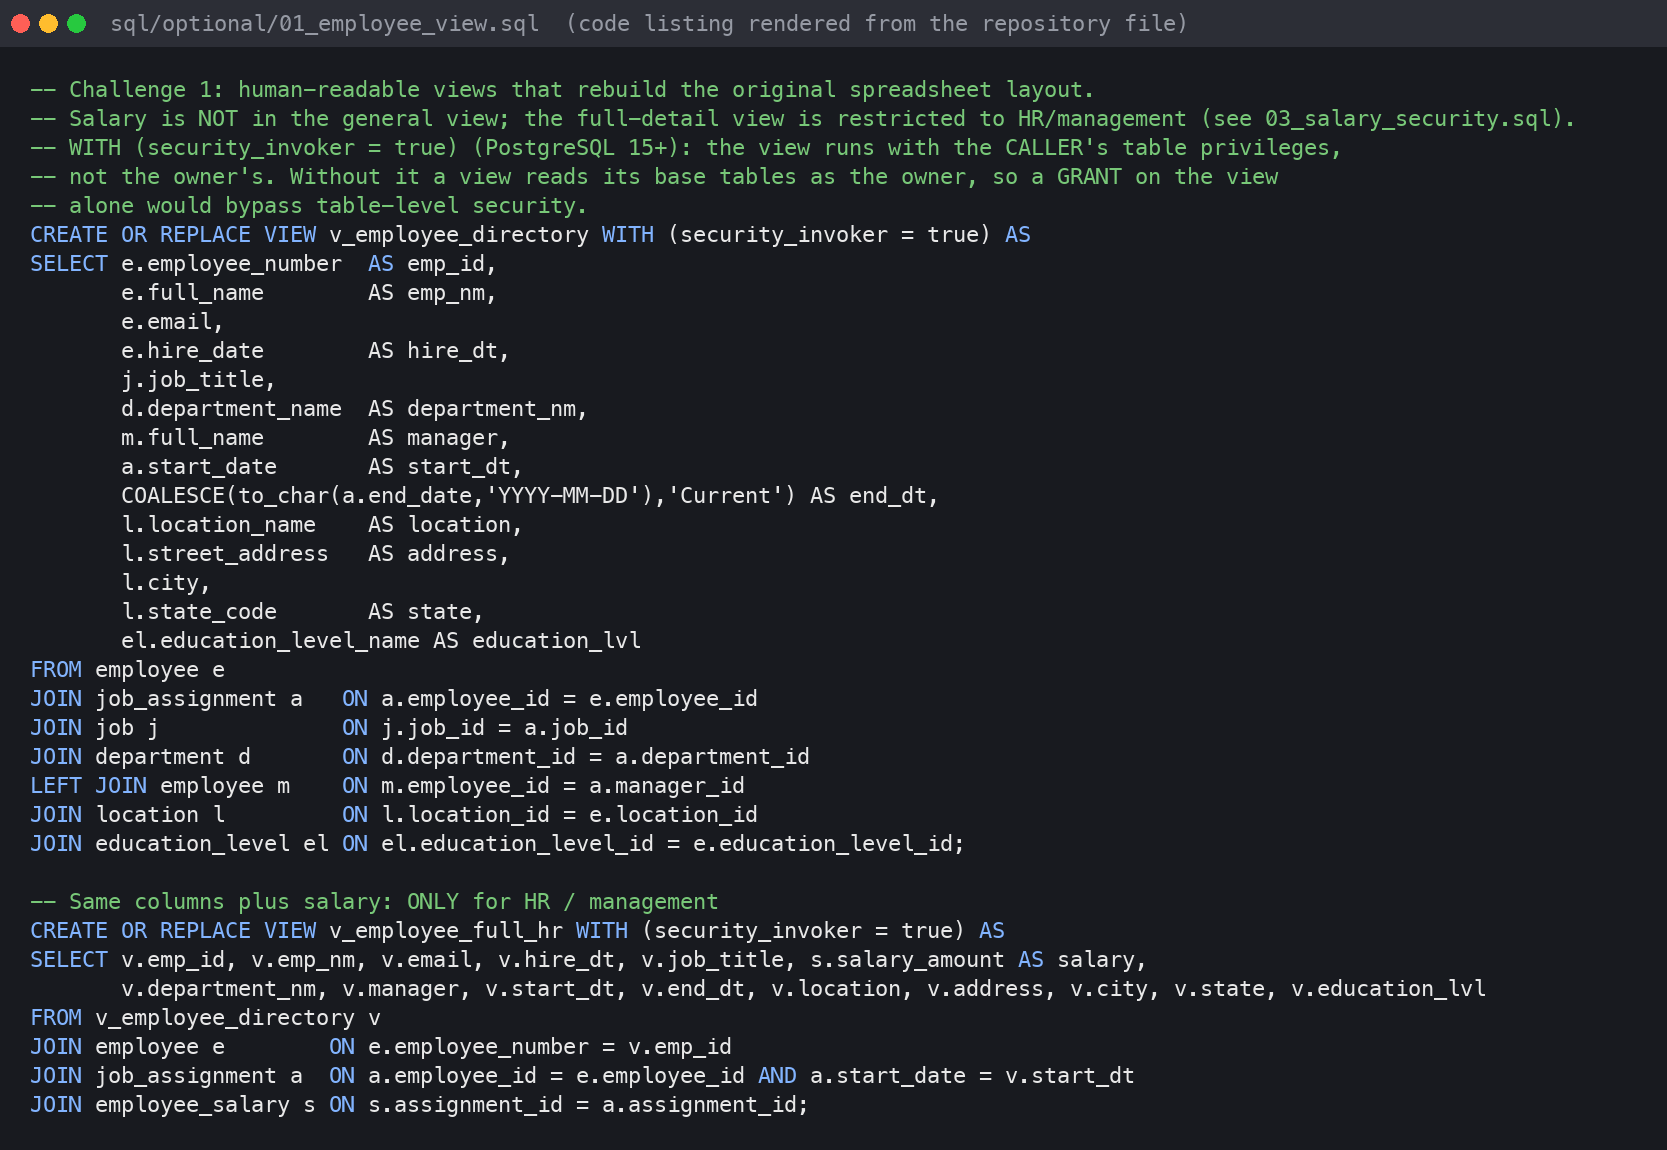 sql/optional/01_employee_view.sql  (code listing rendered from the repository file)
-- Challenge 1: human-readable views that rebuild the original spreadsheet layout.
-- Salary is NOT in the general view; the full-detail view is restricted to HR/management (see 03_salary_security.sql).
-- WITH (security_invoker = true) (PostgreSQL 15+): the view runs with the CALLER's table privileges,
-- not the owner's. Without it a view reads its base tables as the owner, so a GRANT on the view
-- alone would bypass table-level security.
CREATE OR REPLACE VIEW v_employee_directory WITH (security_invoker = true) AS
SELECT e.employee_number  AS emp_id,
       e.full_name        AS emp_nm,
       e.email,
       e.hire_date        AS hire_dt,
       j.job_title,
       d.department_name  AS department_nm,
       m.full_name        AS manager,
       a.start_date       AS start_dt,
       COALESCE(to_char(a.end_date,'YYYY-MM-DD'),'Current') AS end_dt,
       l.location_name    AS location,
       l.street_address   AS address,
       l.city,
       l.state_code       AS state,
       el.education_level_name AS education_lvl
FROM employee e
JOIN job_assignment a   ON a.employee_id = e.employee_id
JOIN job j              ON j.job_id = a.job_id
JOIN department d       ON d.department_id = a.department_id
LEFT JOIN employee m    ON m.employee_id = a.manager_id
JOIN location l         ON l.location_id = e.location_id
JOIN education_level el ON el.education_level_id = e.education_level_id;

-- Same columns plus salary: ONLY for HR / management
CREATE OR REPLACE VIEW v_employee_full_hr WITH (security_invoker = true) AS
SELECT v.emp_id, v.emp_nm, v.email, v.hire_dt, v.job_title, s.salary_amount AS salary,
       v.department_nm, v.manager, v.start_dt, v.end_dt, v.location, v.address, v.city, v.state, v.education_lvl
FROM v_employee_directory v
JOIN employee e        ON e.employee_number = v.emp_id
JOIN job_assignment a  ON a.employee_id = e.employee_id AND a.start_date = v.start_dt
JOIN employee_salary s ON s.assignment_id = a.assignment_id;